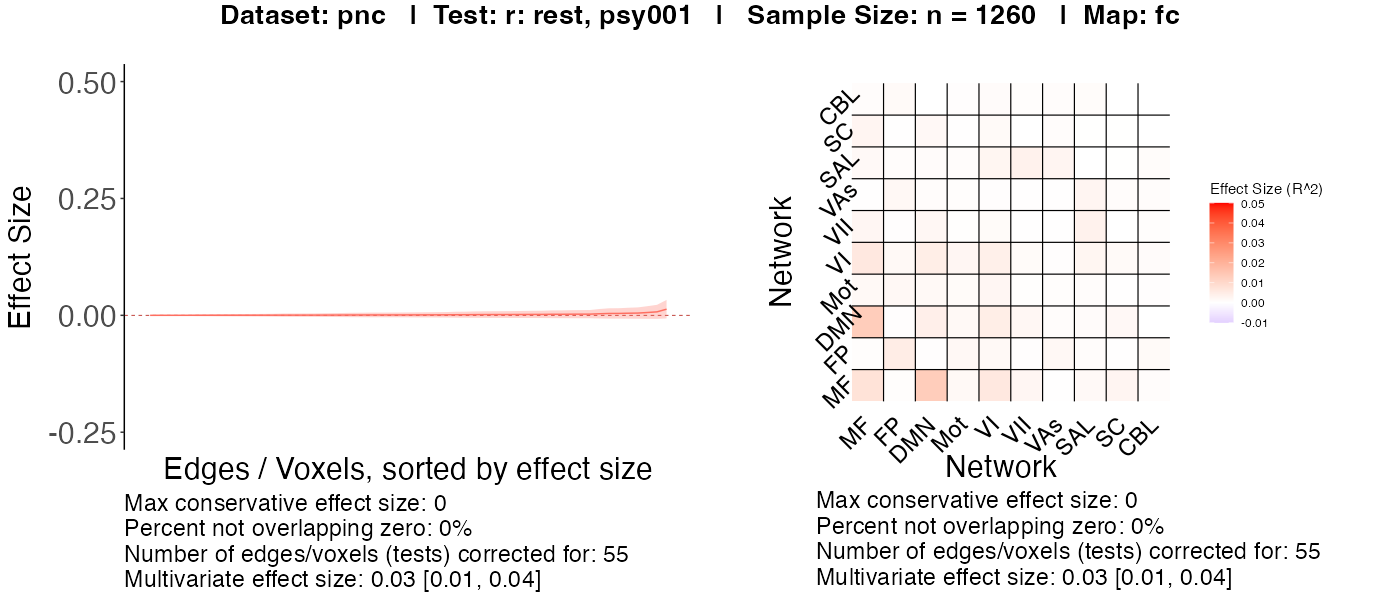 Dataset: pnc | Test: r: rest, psy001 | Sample Size: n = 1260 | Map: fc
0.50
0.25
0.00
-0.25
Effect Size
Edges / Voxels, sorted by effect size
Max conservative effect size: 0
Percent not overlapping zero: 0%
Number of edges/voxels (tests) corrected for: 55
Multivariate effect size: 0.03 [0.01, 0.04]
Network
CBL
SC
SAL
VAs
VII
VI
Mot
DMN
FP
MF
MF FP DMN Mot VI VII VAs SAL SC CBL
Network
Effect Size (R^2)
0.05
0.04
0.03
0.02
0.01
0.00
-0.01
Max conservative effect size: 0
Percent not overlapping zero: 0%
Number of edges/voxels (tests) corrected for: 55
Multivariate effect size: 0.03 [0.01, 0.04]